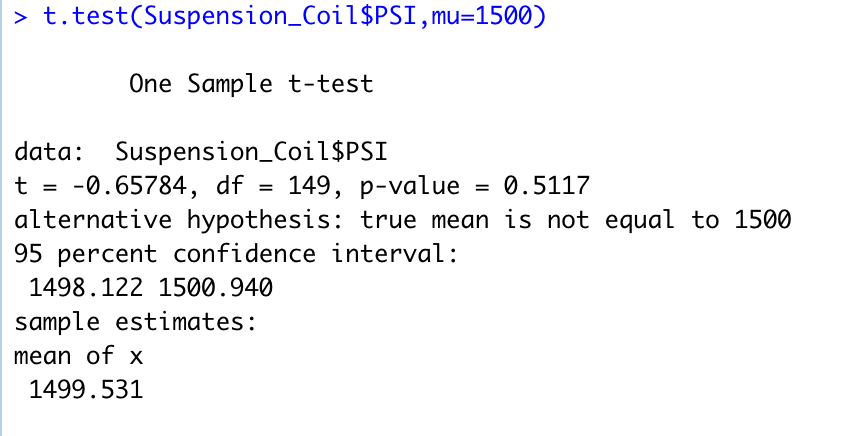 > t.test(Suspension_Coil$PSI,mu=1500)
One Sample t-test
data:  Suspension_Coil$PSI
t = -0.65784, df = 149, p-value = 0.5117
alternative hypothesis: true mean is not equal to 1500
95 percent confidence interval:
1498.122 1500.940
sample estimates:
mean of x
1499.531